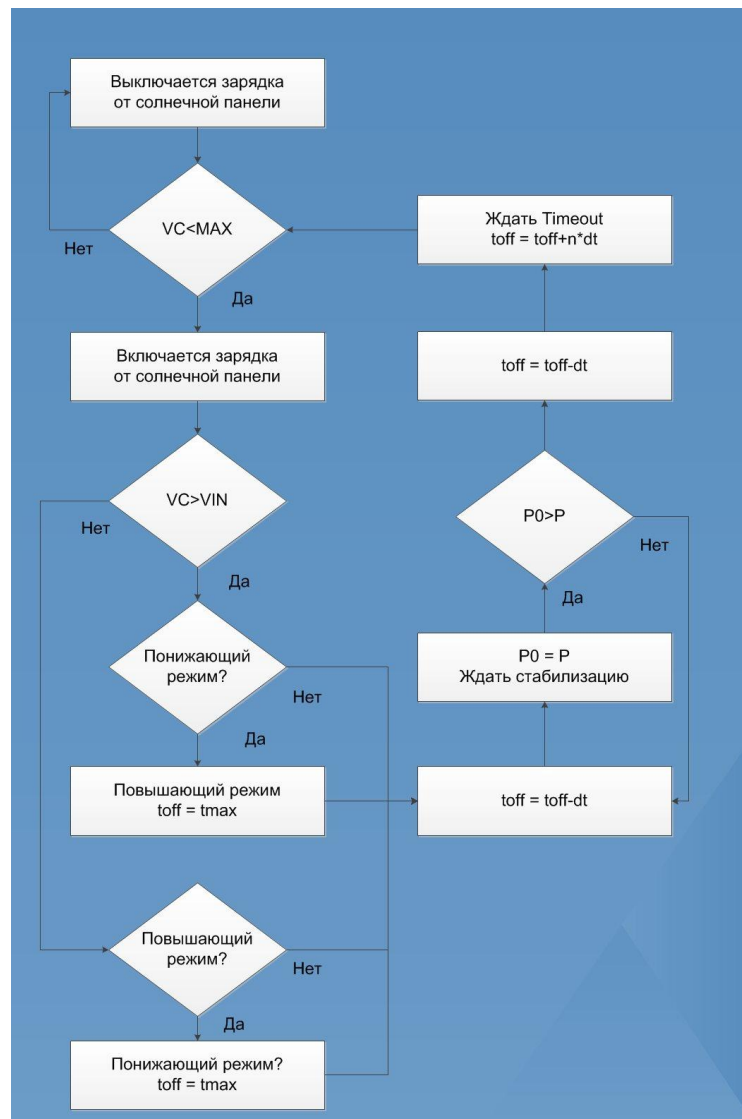 Выключается зарядка
от солнечной панели
VC<MAX
Нет
Да
Включается зарядка
от солнечной панели
VC>VIN
Нет
Да
Понижающий
режим?
Нет
Да
Повышающий режим
toff = tmax
Повышающий
режим?
Нет
Да
Понижающий режим?
toff = tmax
Ждать Timeout
toff = toff+n*dt
toff = toff-dt
P0>P
Нет
Да
P0 = P
Ждать стабилизацию
toff = toff-dt